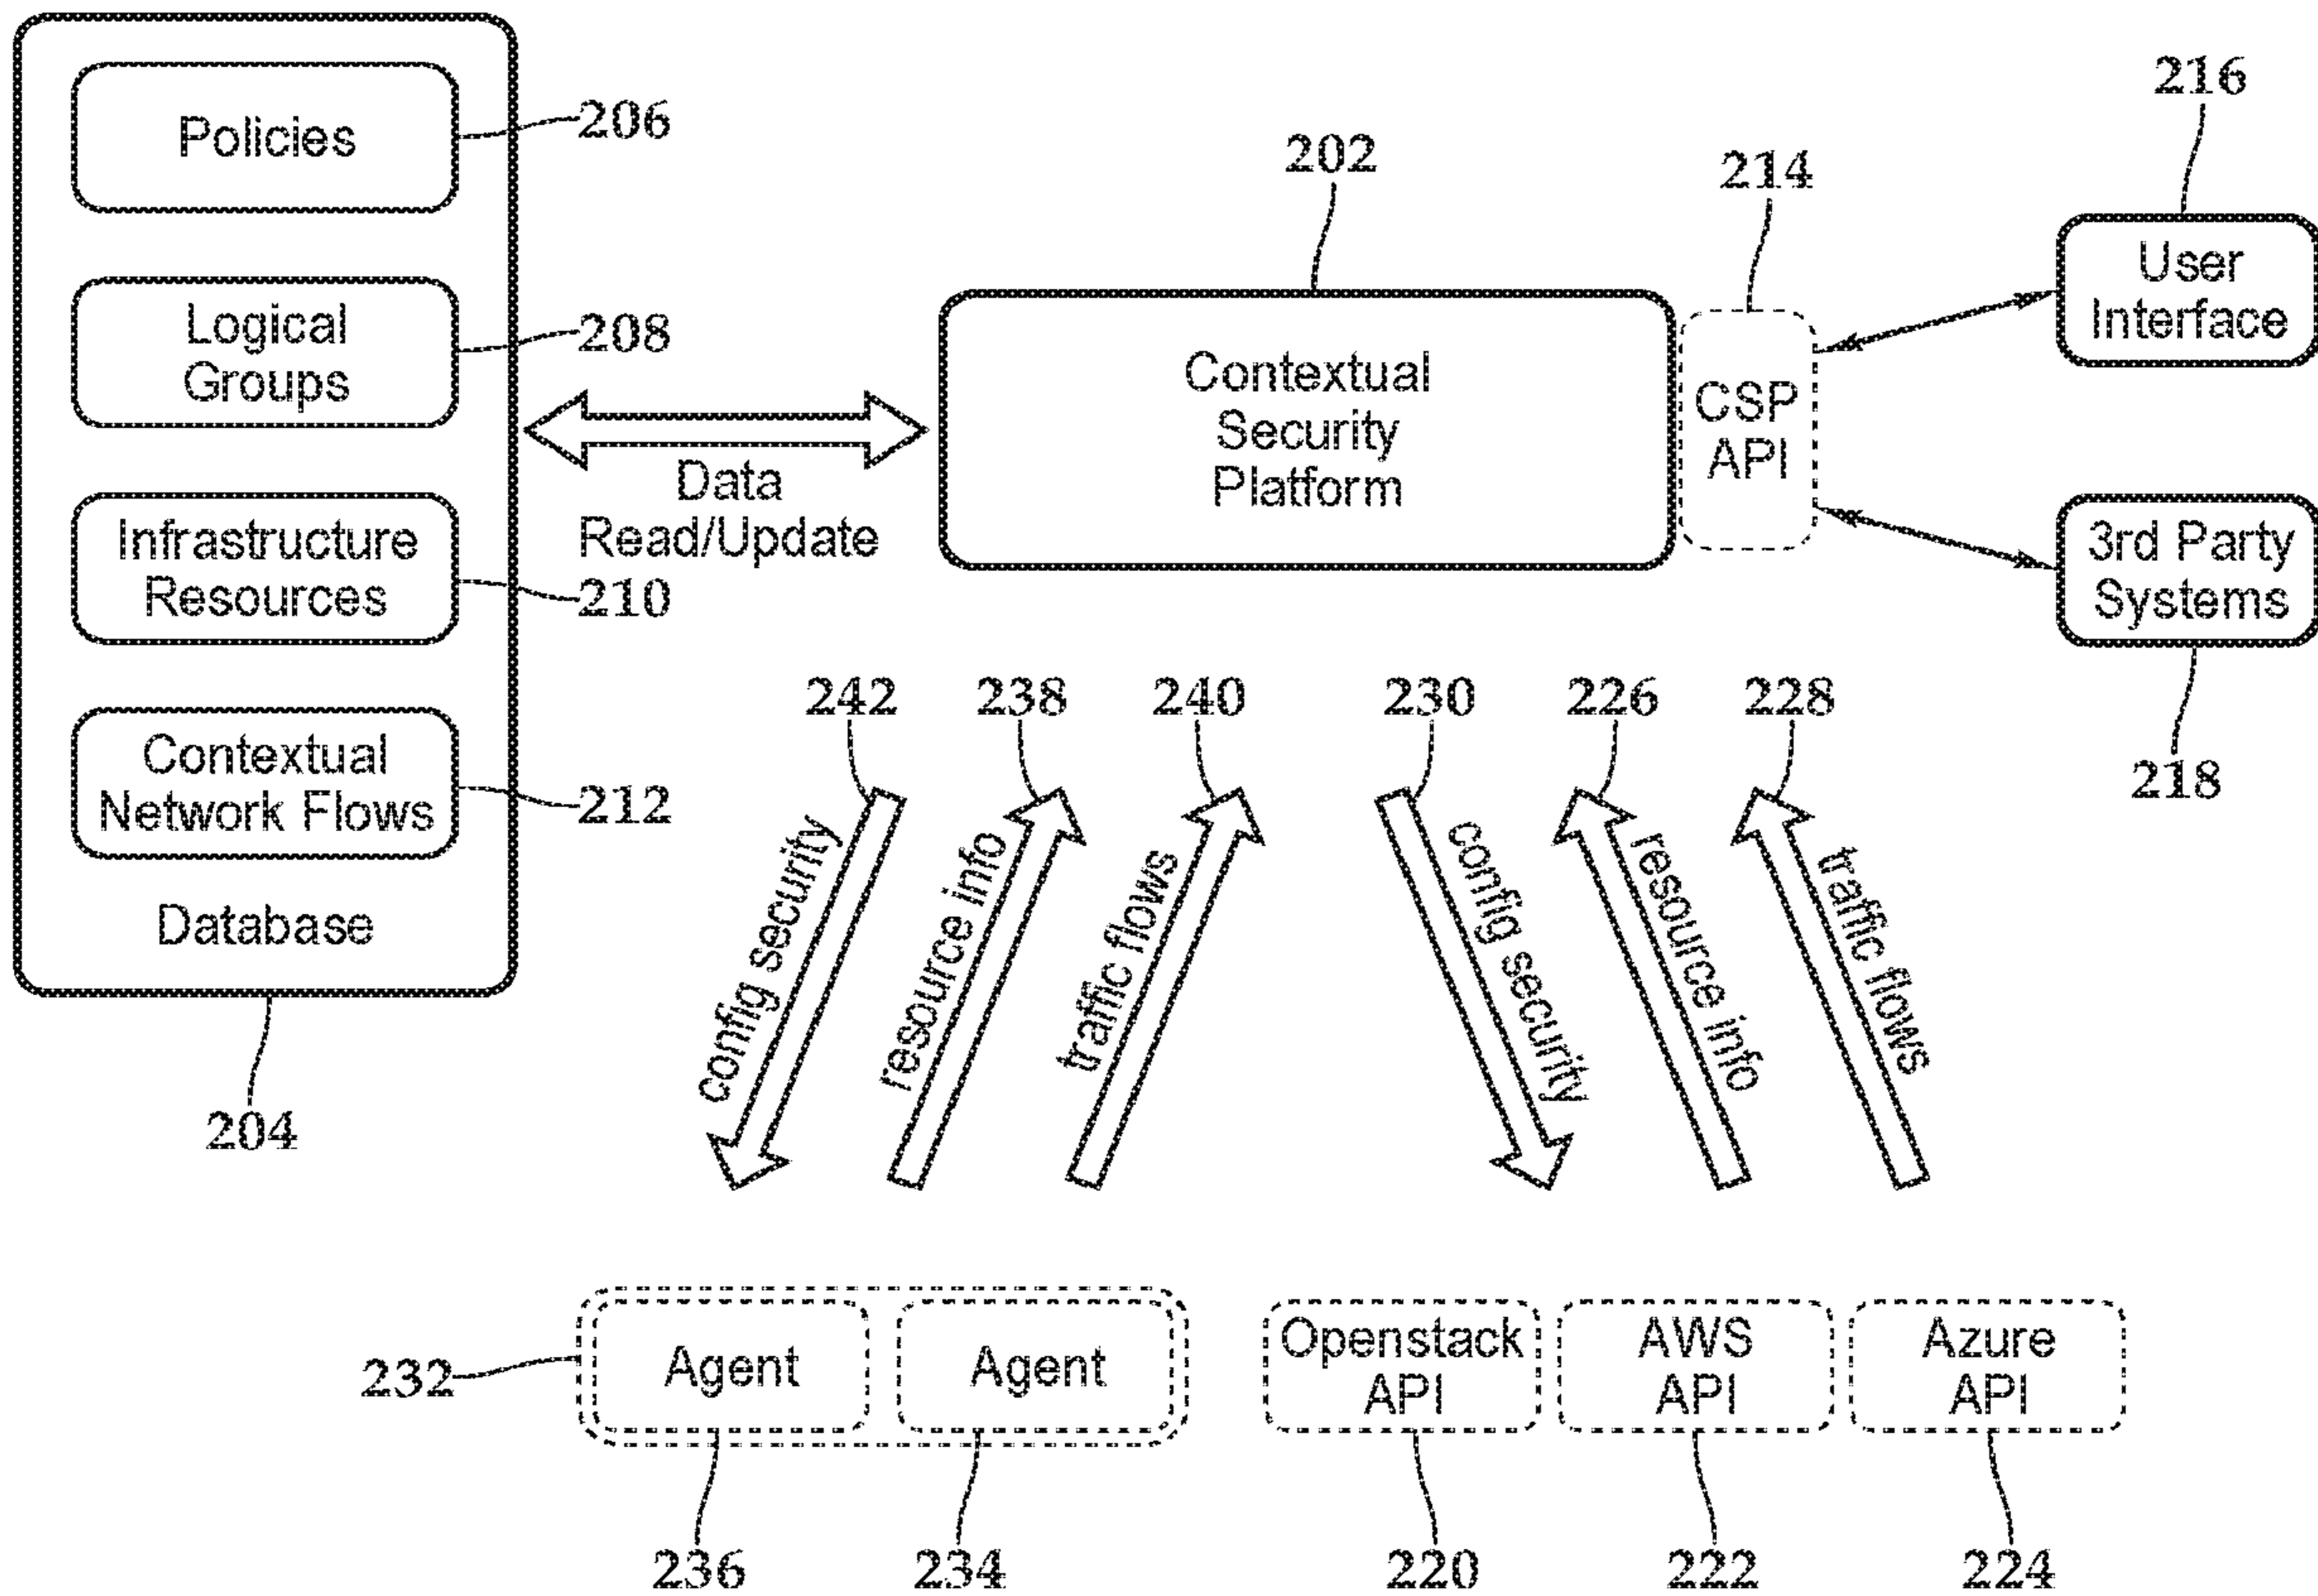 Policies
206
Logical
Groups
208
Infrastructure
Resources
210
Contextual
Network Flows
212
Database
204
Data
Read/Update
202
Contextual
Security
Platform
214
CSP
API
216
User
Interface
3rd Party
Systems
218
242
238
240
230
226
228
config security
resource info
traffic flows
config security
resource info
traffic flows
232
Agent
Agent
Openstack
API
AWS
API
Azure
API
236
234
220
222
224